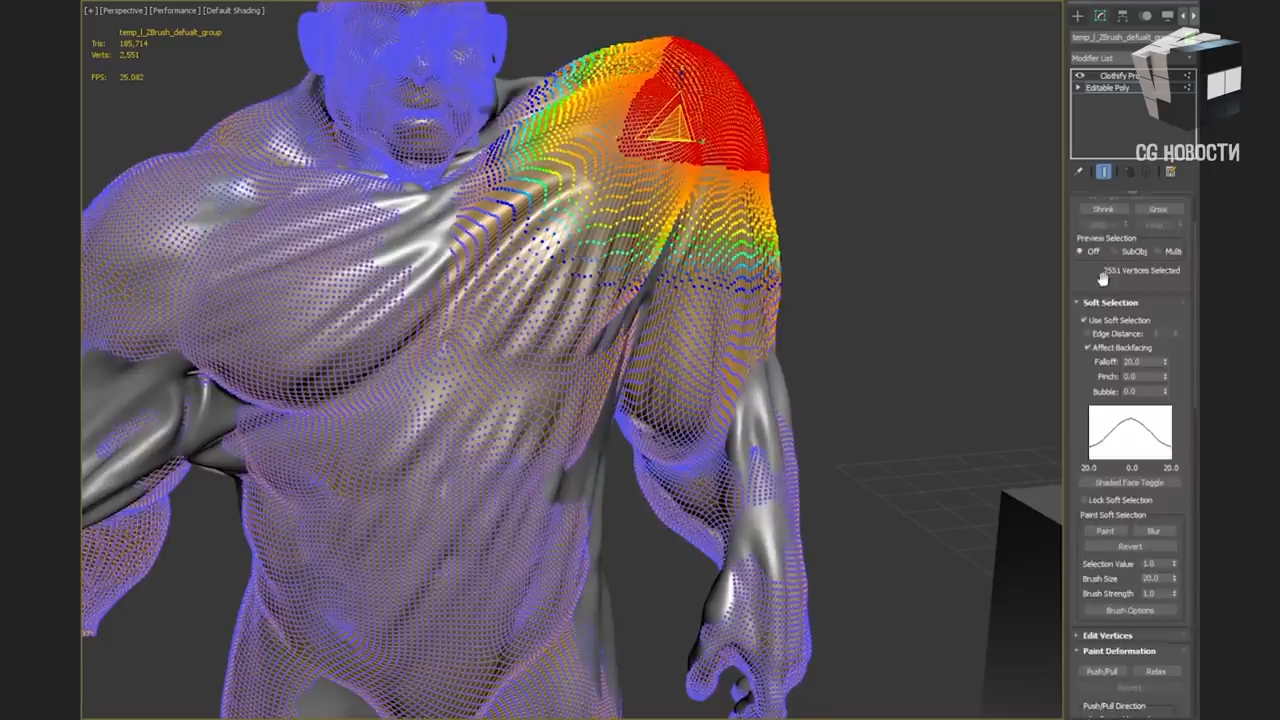 [+] [Perspective] [Performance] [Default Shading]
temp_l_ZBrush_defualt_group
Tris: 185,714
Verts: 2,551
FPS: 25.082
temp_l_ZBrush_defualt_gro
Modifier List
Clothify Pro
Editable Poly
CG НОВОСТИ
Shrink Grow
Preview Selection
Off SubObj Multi
2551 Vertices Selected
Soft Selection
Use Soft Selection
Edge Distance:
Affect Backfacing
Falloff: 20.0
Pinch: 0.0
Bubble: 0.0
20.0 0.0 20.0
Shaded Face Toggle
Lock Soft Selection
Paint Soft Selection
Paint Blur
Revert
Selection Value 1.0
Brush Size 20.0
Brush Strength 1.0
Brush Options
Edit Vertices
Paint Deformation
Push/Pull Relax
Revert
Push/Pull Direction